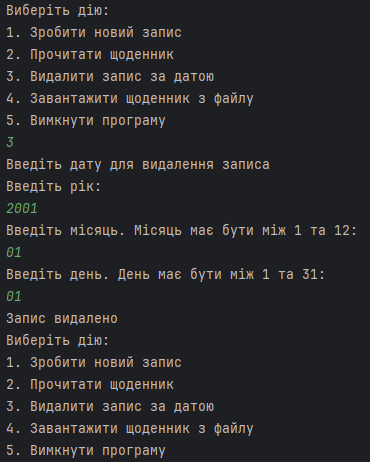 Виберіть дію:
1. Зробити новий запис
2. Прочитати щоденник
3. Видалити запис за датою
4. Завантажити щоденник з файлу
5. Вимкнути програму
3
Введіть дату для видалення записа
Введіть рік:
2001
Введіть місяць. Місяць має бути між 1 та 12:
01
Введіть день. День має бути між 1 та 31:
01
Запис видалено
Виберіть дію:
1. Зробити новий запис
2. Прочитати щоденник
3. Видалити запис за датою
4. Завантажити щоденник з файлу
5. Вимкнути програму